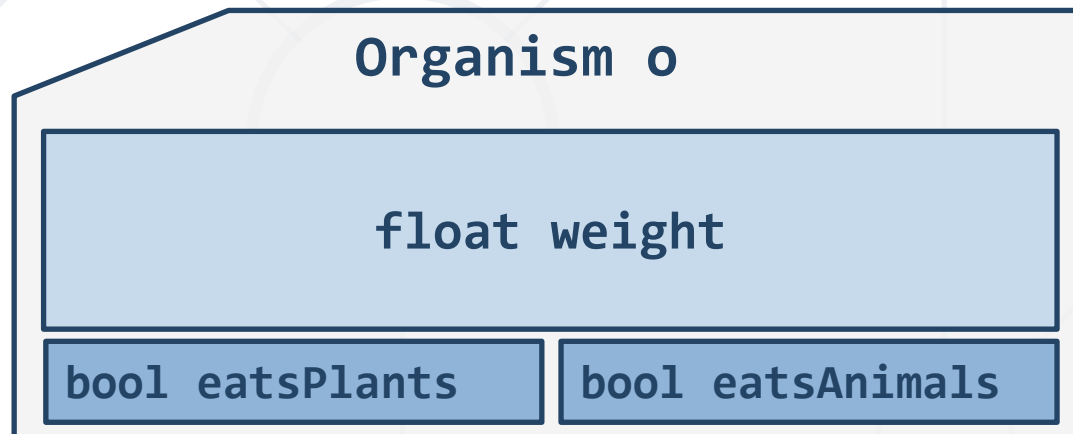 Organism o
float weight
bool eatsPlants
bool eatsAnimals